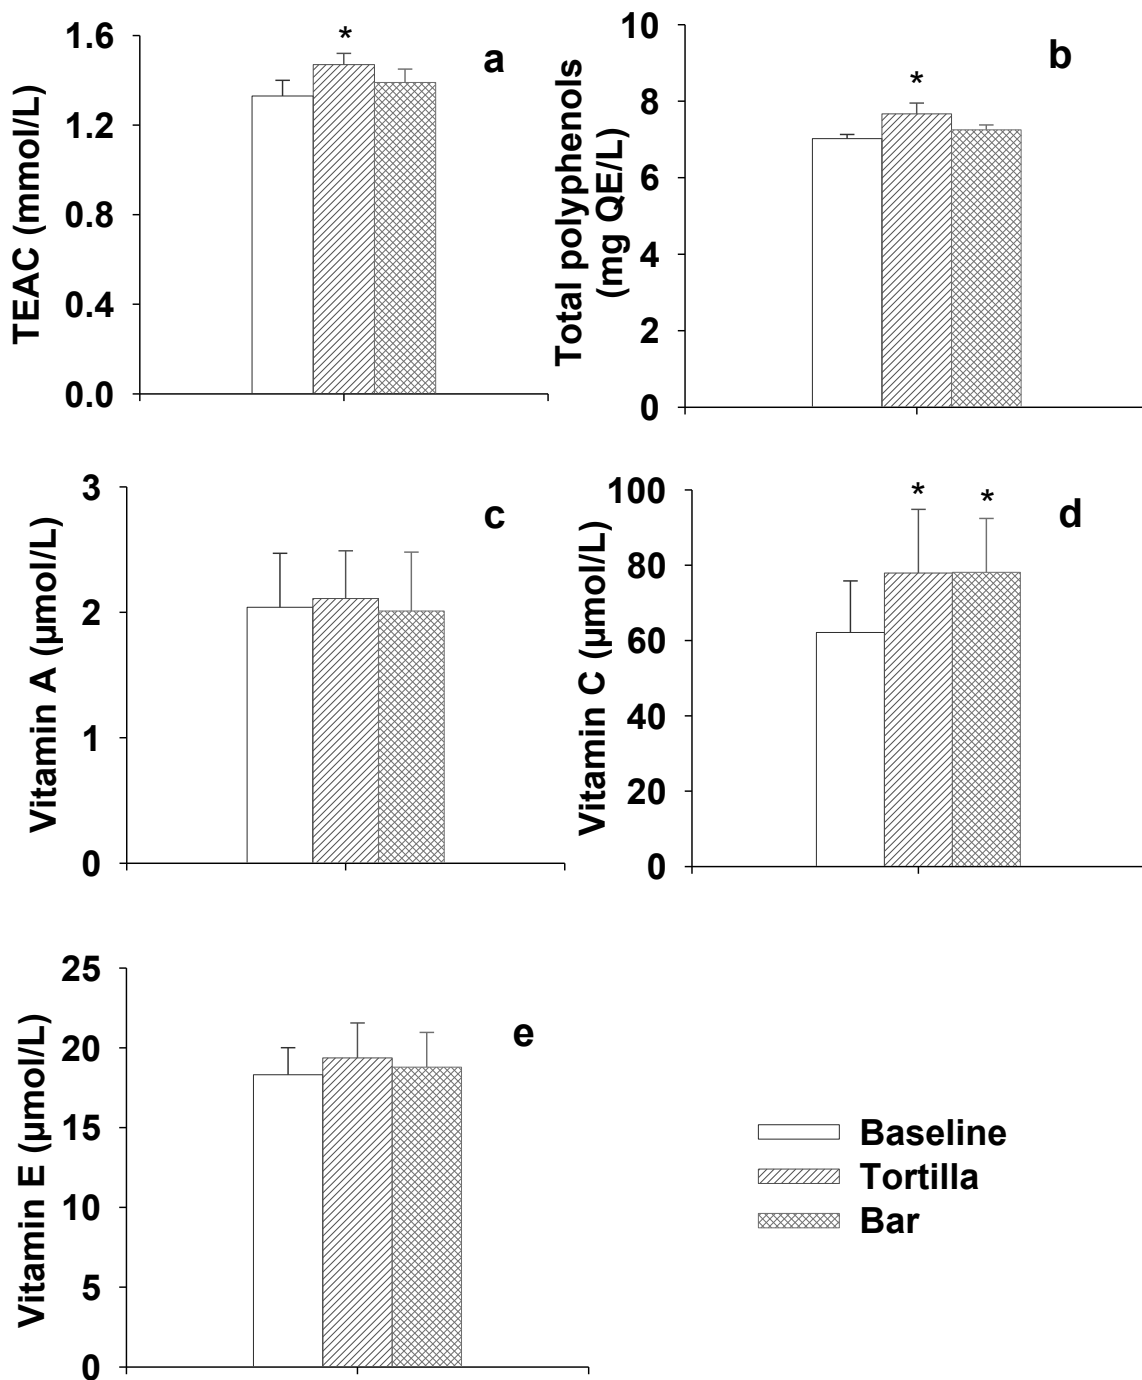 TEAC (mmol/L)
1.6
1.2
0.8
0.4
0.0
*
a
Total polyphenols
(mg QE/L)
10
8
6
4
2
0
*
b
Vitamin A (µmol/L)
3
2
1
0
c
Vitamin C (µmol/L)
100
80
60
40
20
0
* *
d
Vitamin E (µmol/L)
25
20
15
10
5
0
e
Baseline
Tortilla
Bar